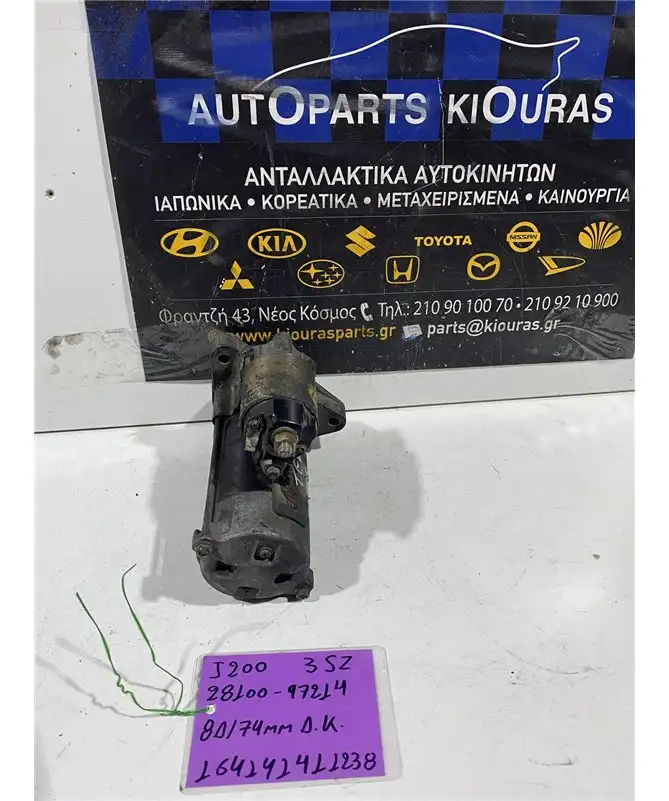 AUTOPARTS KIOURAS
ΑΝΤΑΛΛΑΚΤΙΚΑ ΑΥΤΟΚΙΝΗΤΩΝ
ΙΑΠΩΝΙΚΑ • ΚΟΡΕΑΤΙΚΑ • ΜΕΤΑΧΕΙΡΙΣΜΕΝΑ • ΚΑΙΝΟΥΡΓΙΑ
KIA TOYOTA NISSAN DAEWOO
Φραντζή 43, Νέος Κόσμος Τηλ.: 210 90 100 70 • 210 92 10 900
www.kiourasparts.gr parts@kiouras.gr
J200 3SZ
28100-97214
8Δ/74mm Δ.Κ.
164142411238